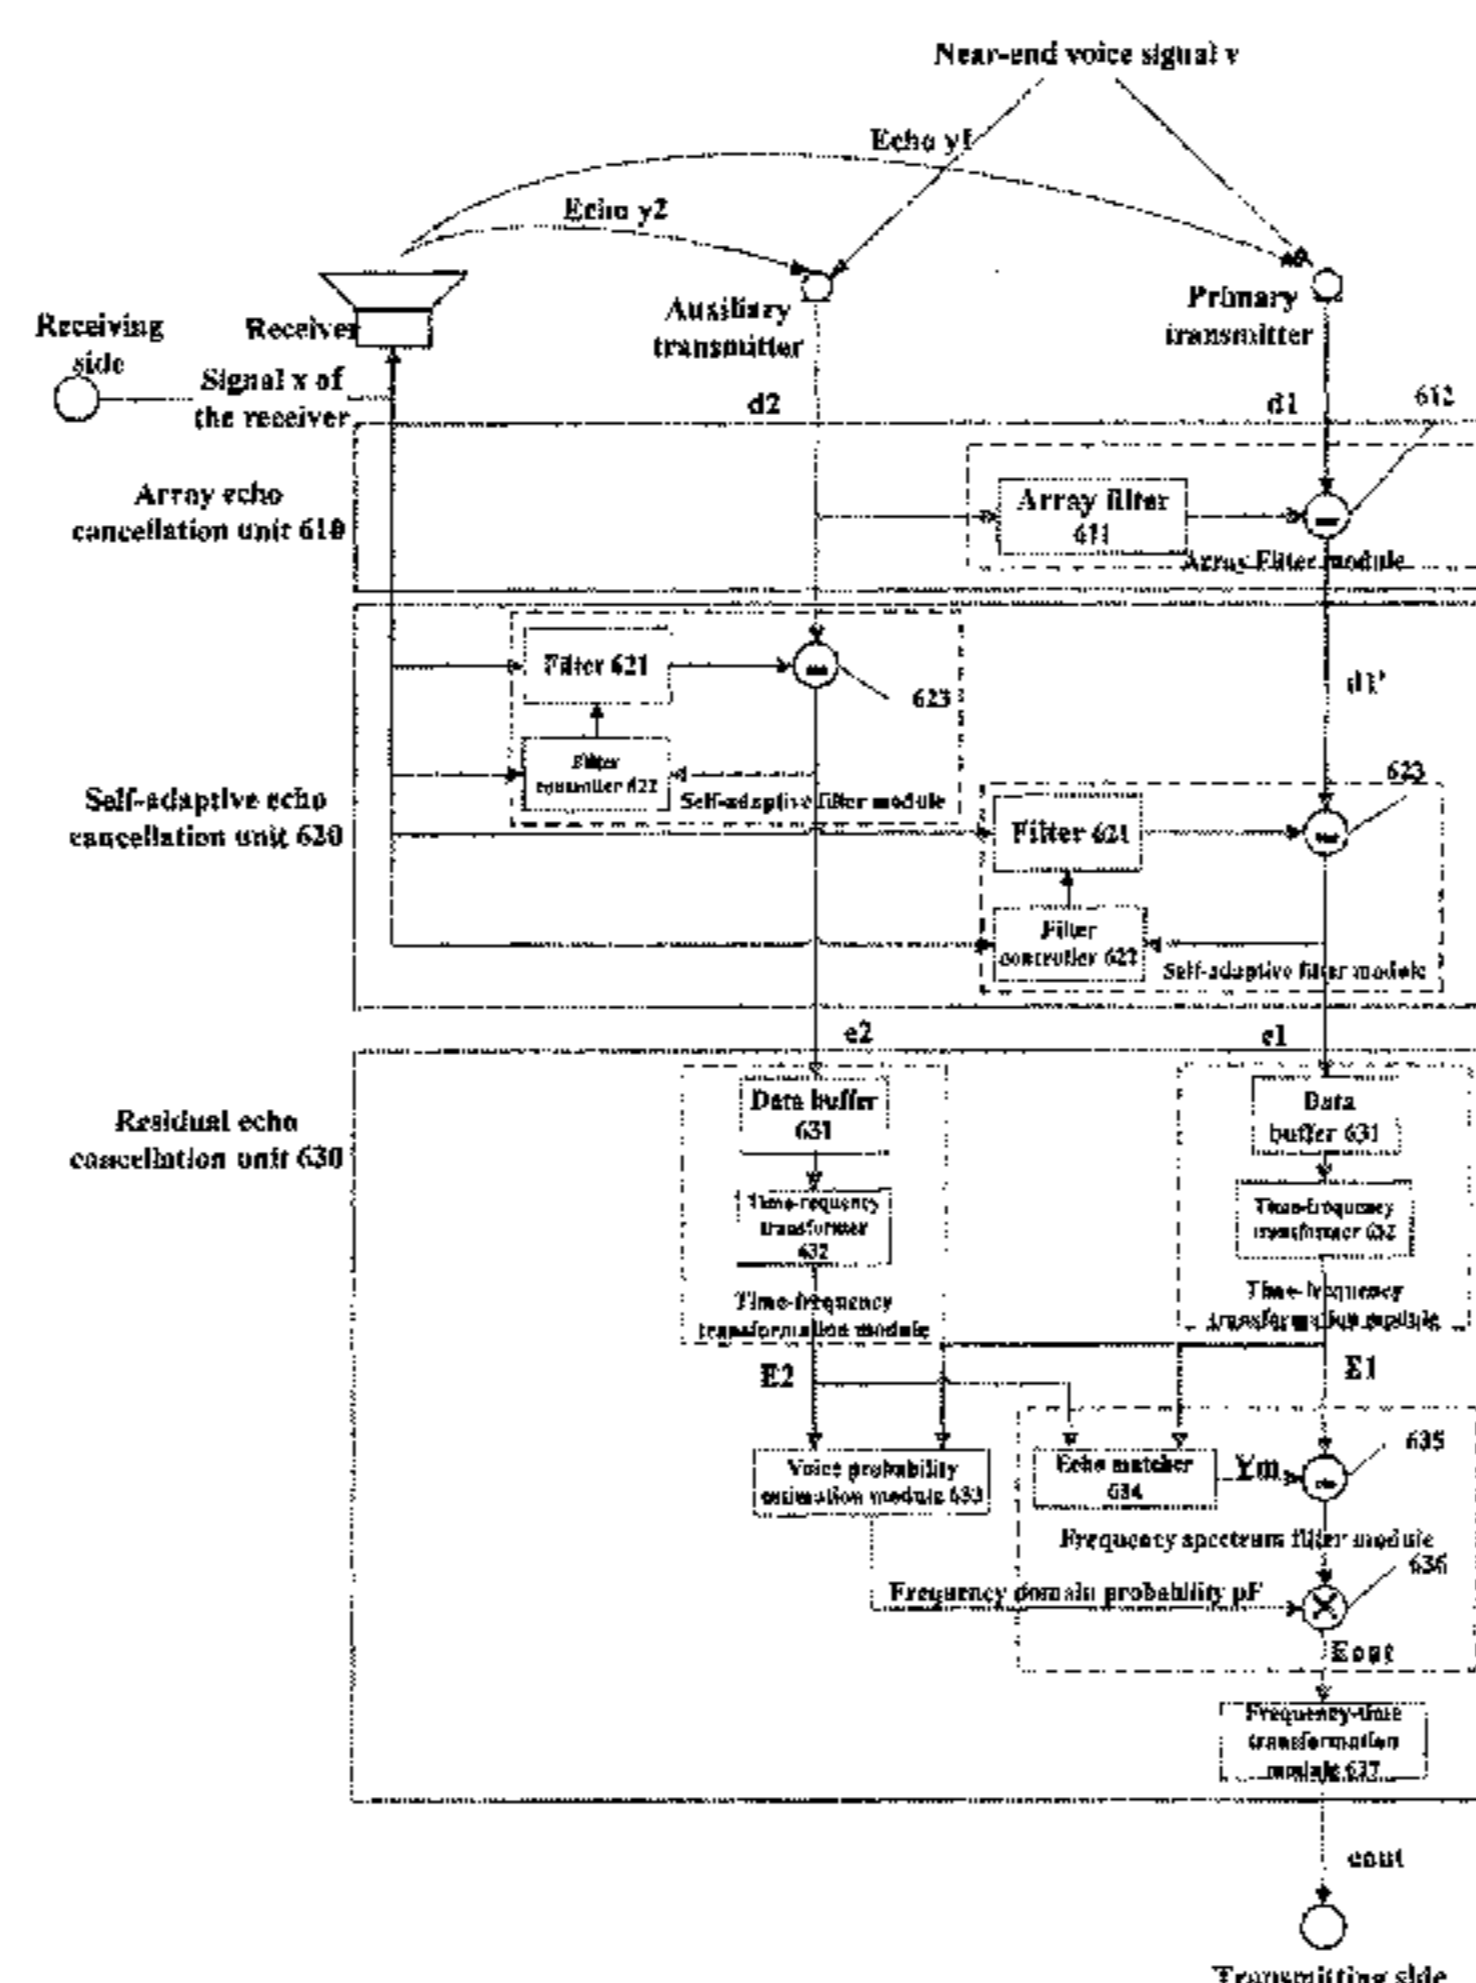 Near-end voice signal v
Echo y1
Echo y2
Receiving
side
Receiver
Auxiliary
transmitter
Primary
transmitter
Signal x of
the receiver
d2
d1
612
Array echo
cancellation unit 610
Array filter
611
Array Filter module
Filter 621
623
d1'
Filter
controller 622
Self-adaptive filter module
623
Self-adaptive echo
cancellation unit 620
Filter 621
Filter
controller 622
Self-adaptive filter module
e2
e1
Residual echo
cancellation unit 630
Data buffer
631
Data
buffer 631
Time-requency
transformer
632
Time-frequency
transformer 632
Time-frequency
transformation module
Time-frequency
transformation module
E2
E1
635
Voice probability
estimation module 633
Echo matcher
634
Ym
Frequency spectrum filter module
636
Frequency domain probability pF
Eout
Frequency-time
transformation
module 637
eout
Transmitting side